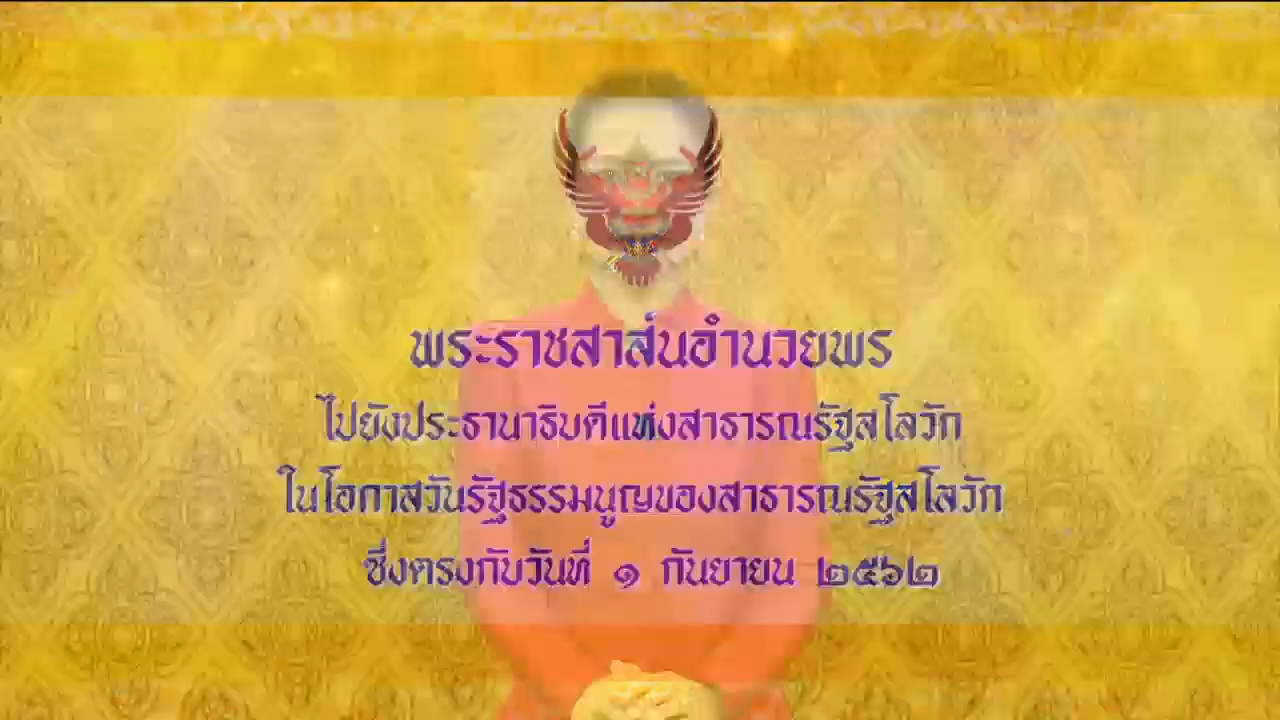 พระราชสาส์นอำนวยพร
ไปยังประธานาธิบดีแห่งสาธารณรัฐสโลวัก
ในโอกาสวันรัฐธรรมนูญของสาธารณรัฐสโลวัก
ซึ่งตรงกับวันที่ ๑ กันยายน ๒๕๖๒